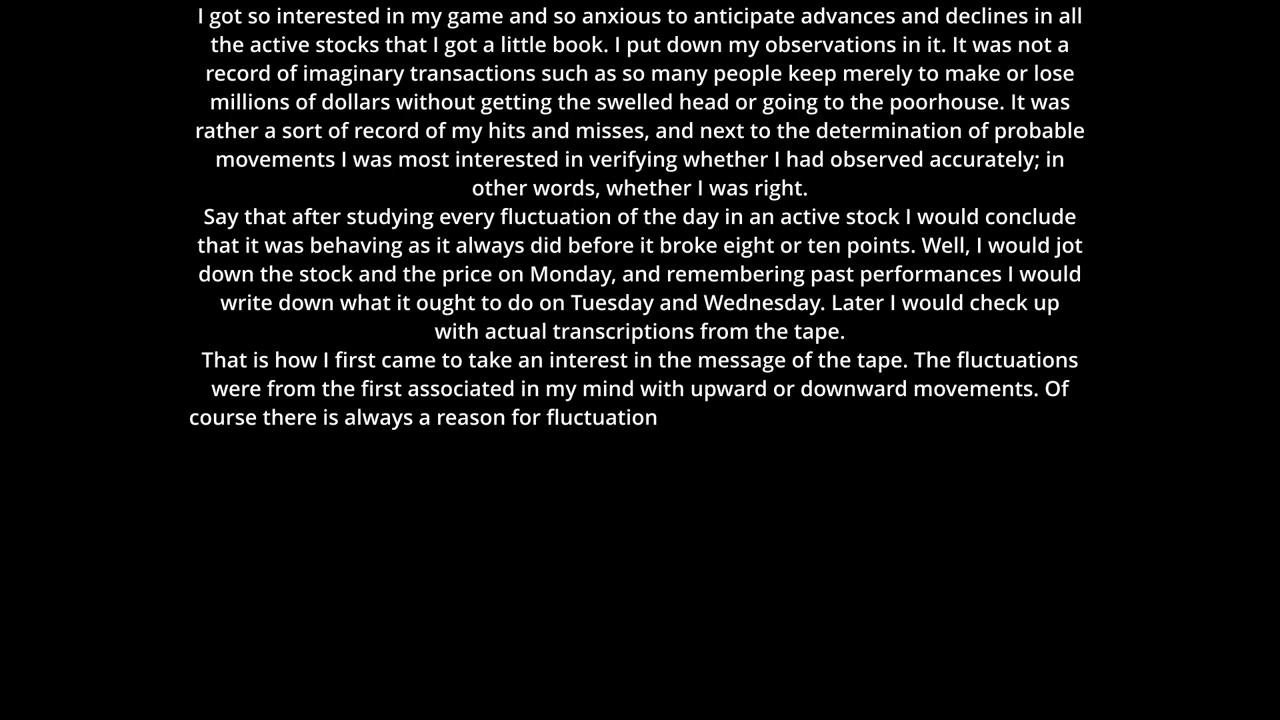 I got so interested in my game and so anxious to anticipate advances and declines in all
the active stocks that I got a little book. I put down my observations in it. It was not a
record of imaginary transactions such as so many people keep merely to make or lose
millions of dollars without getting the swelled head or going to the poorhouse. It was
rather a sort of record of my hits and misses, and next to the determination of probable
movements I was most interested in verifying whether I had observed accurately; in
other words, whether I was right.
Say that after studying every fluctuation of the day in an active stock I would conclude
that it was behaving as it always did before it broke eight or ten points. Well, I would jot
down the stock and the price on Monday, and remembering past performances I would
write down what it ought to do on Tuesday and Wednesday. Later I would check up
with actual transcriptions from the tape.
That is how I first came to take an interest in the message of the tape. The fluctuations
were from the first associated in my mind with upward or downward movements. Of
course there is always a reason for fluctuation